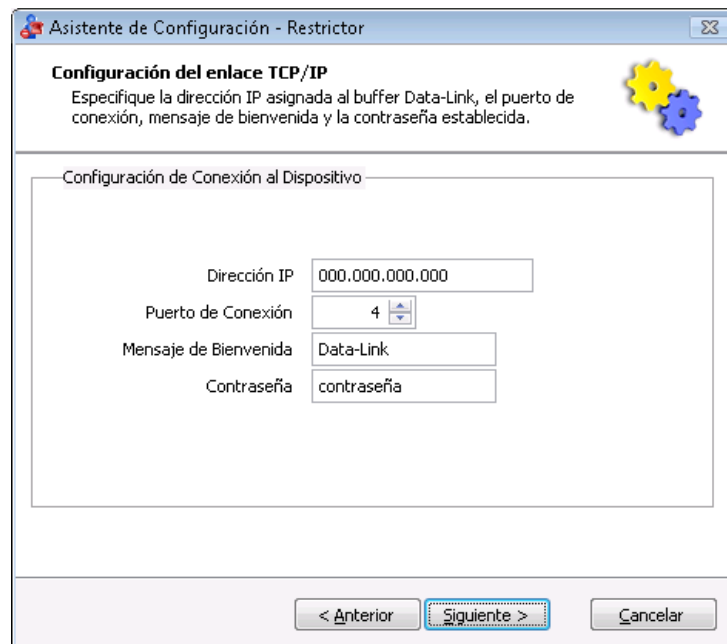 Asistente de Configuración - Restrictor
Configuración del enlace TCP/IP
Especifique la dirección IP asignada al buffer Data-Link, el puerto de
conexión, mensaje de bienvenida y la contraseña establecida.
Configuración de Conexión al Dispositivo
Dirección IP 000.000.000.000
Puerto de Conexión 4
Mensaje de Bienvenida Data-Link
Contraseña contraseña
< Anterior Siguiente > Cancelar